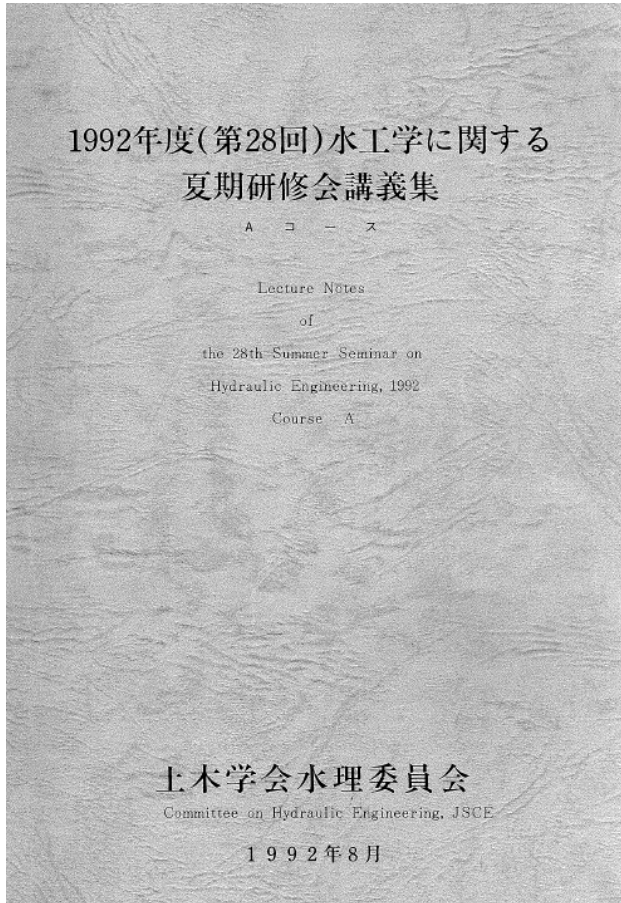 1992年度(第28回)水工学に関する
夏期研修会講義集
Aコース
Lecture Notes
of
the 28th Summer Seminar on
Hydraulic Engineering, 1992
Course A
土木学会水理委員会
Committee on Hydraulic Engineering, JSCE
1992年8月